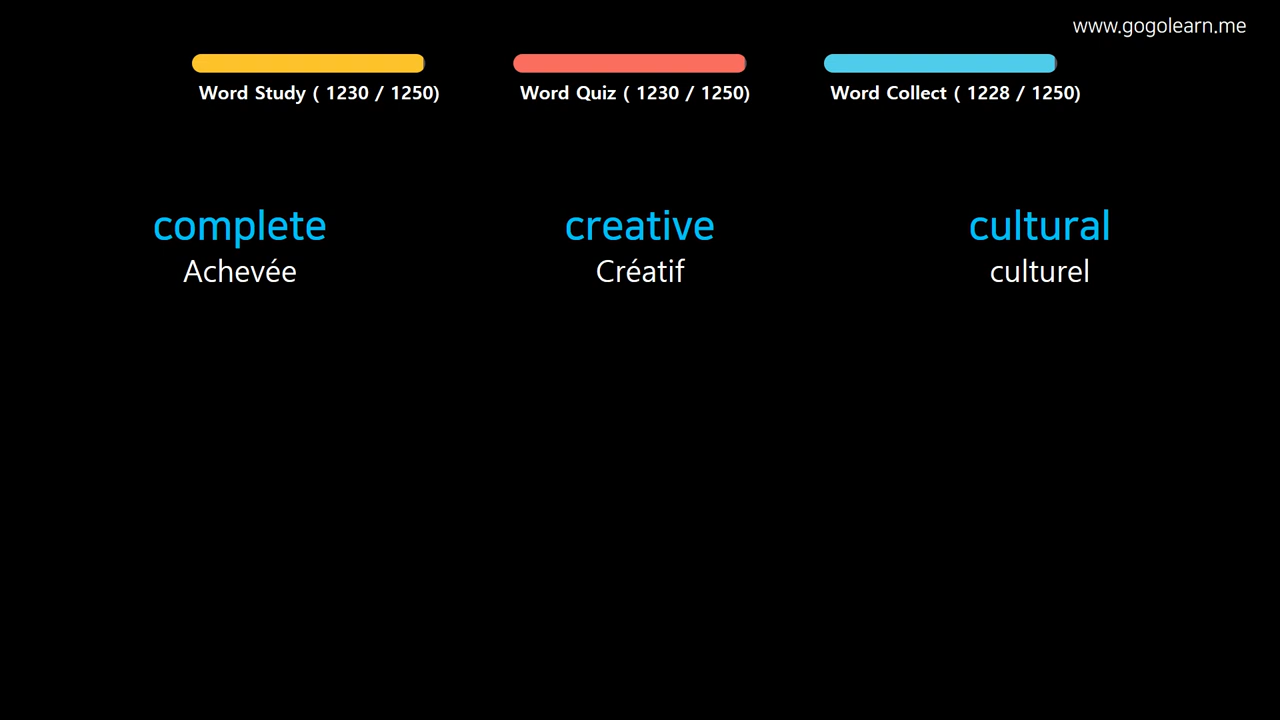 www.gogolearn.me
Word Study ( 1230 / 1250) Word Quiz ( 1230 / 1250) Word Collect ( 1228 / 1250)
complete creative cultural
Achevée Créatif culturel